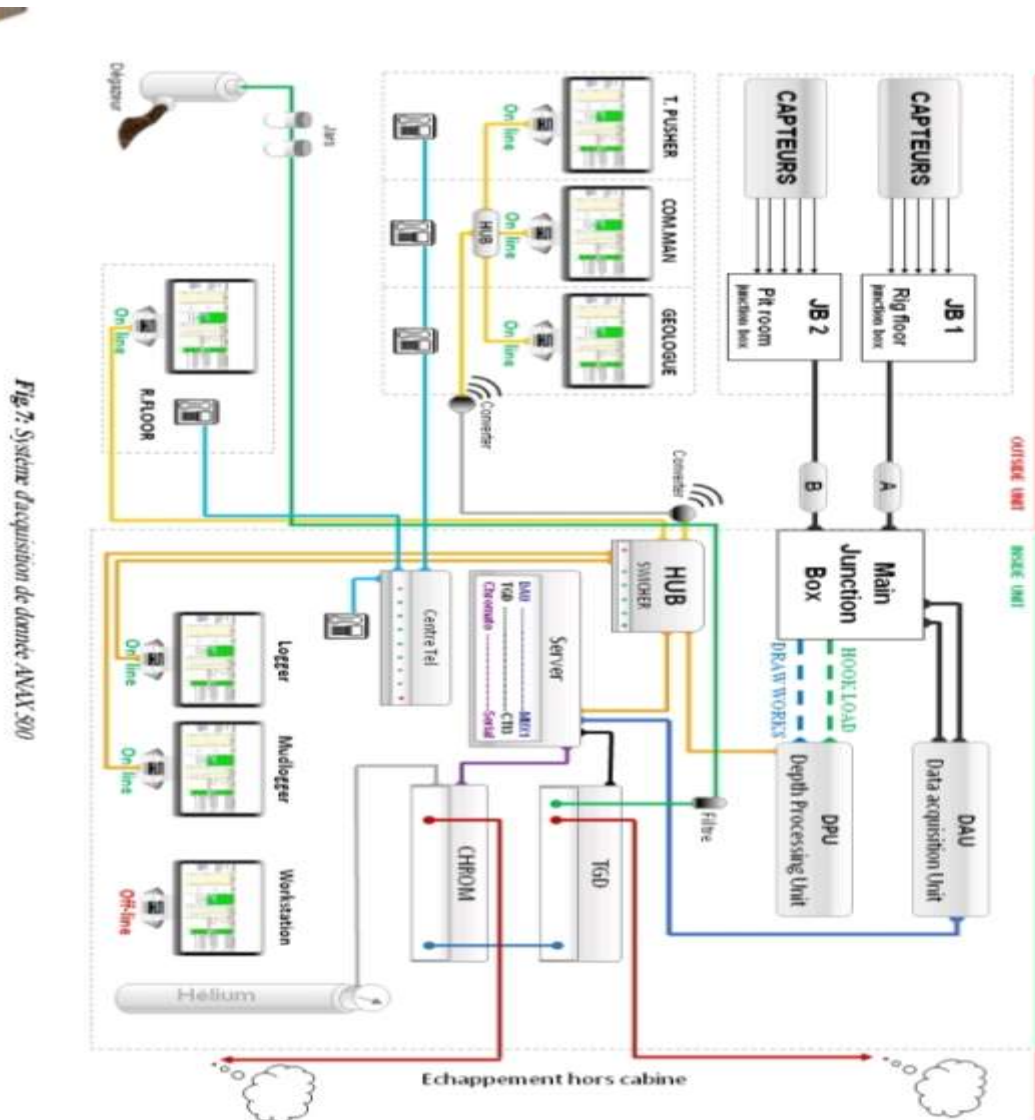 OUTSIDE UNIT
INSIDE UNIT
CAPTEURS
JB 1
Rig floor
junction box
A
Main
Junction
Box
DAU
Data acquisition Unit
CAPTEURS
JB 2
Pit room
junction box
B
HOOK LOAD
DRAW WORKS
DPU
Depth Processing Unit
T. PUSHER
On line
COM.MAN
On line
GEOLOGUE
On line
HUB
Converter
Converter
HUB
SWICHER
Filtre
Server
DAU MIX1
TGD CTB
Chromato Serial
TGD
CHROM
Centre Tel
Jars
Dégazeur
On line
R.FLOOR
Logger
On line
Mudlogger
On line
Workstation
Off-line
Hélium
Echappement hors cabine
Fig.7: Système d'acquisition de donnée ANAX 500